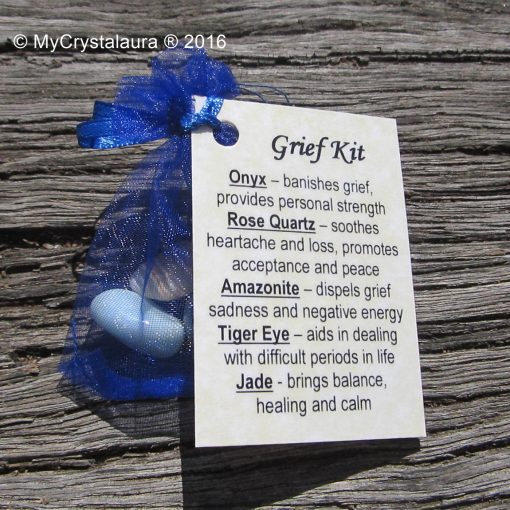 © MyCrystalaura ® 2016
Grief Kit
Onyx – banishes grief,
provides personal strength
Rose Quartz – soothes
heartache and loss, promotes
acceptance and peace
Amazonite – dispels grief
sadness and negative energy
Tiger Eye – aids in dealing
with difficult periods in life
Jade - brings balance,
healing and calm